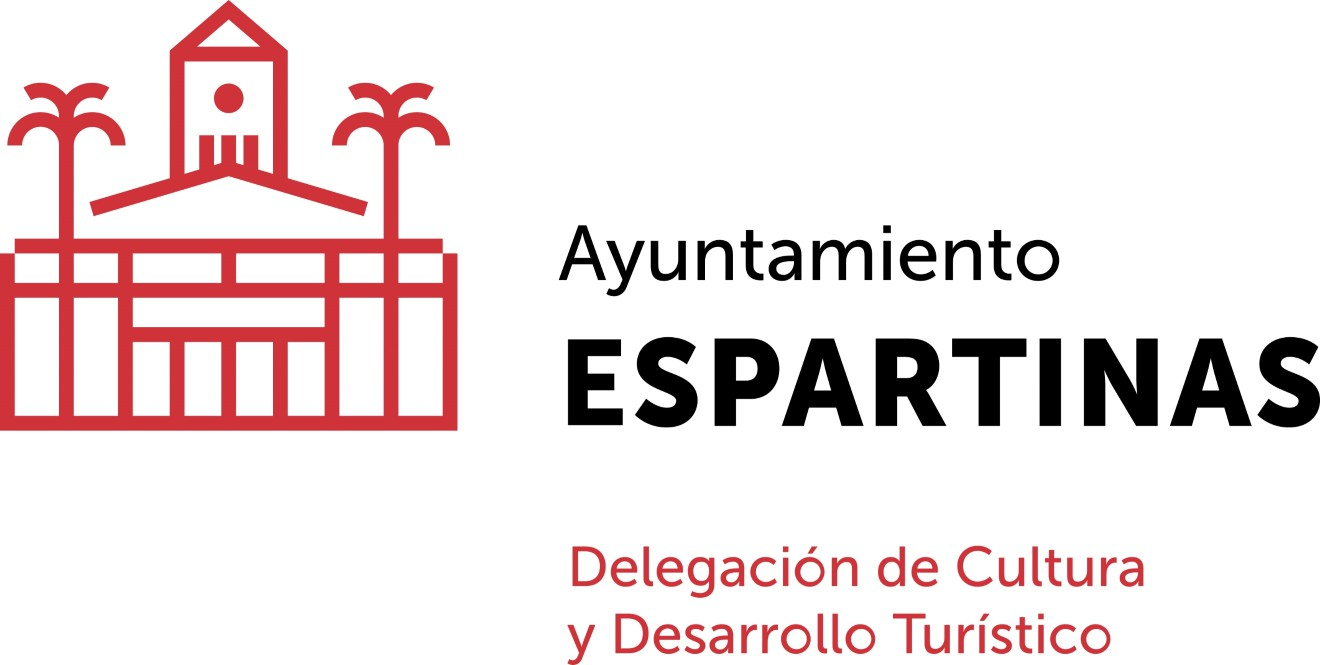 Ayuntamiento
ESPARTINAS
Delegación de Cultura
y Desarrollo Turístico